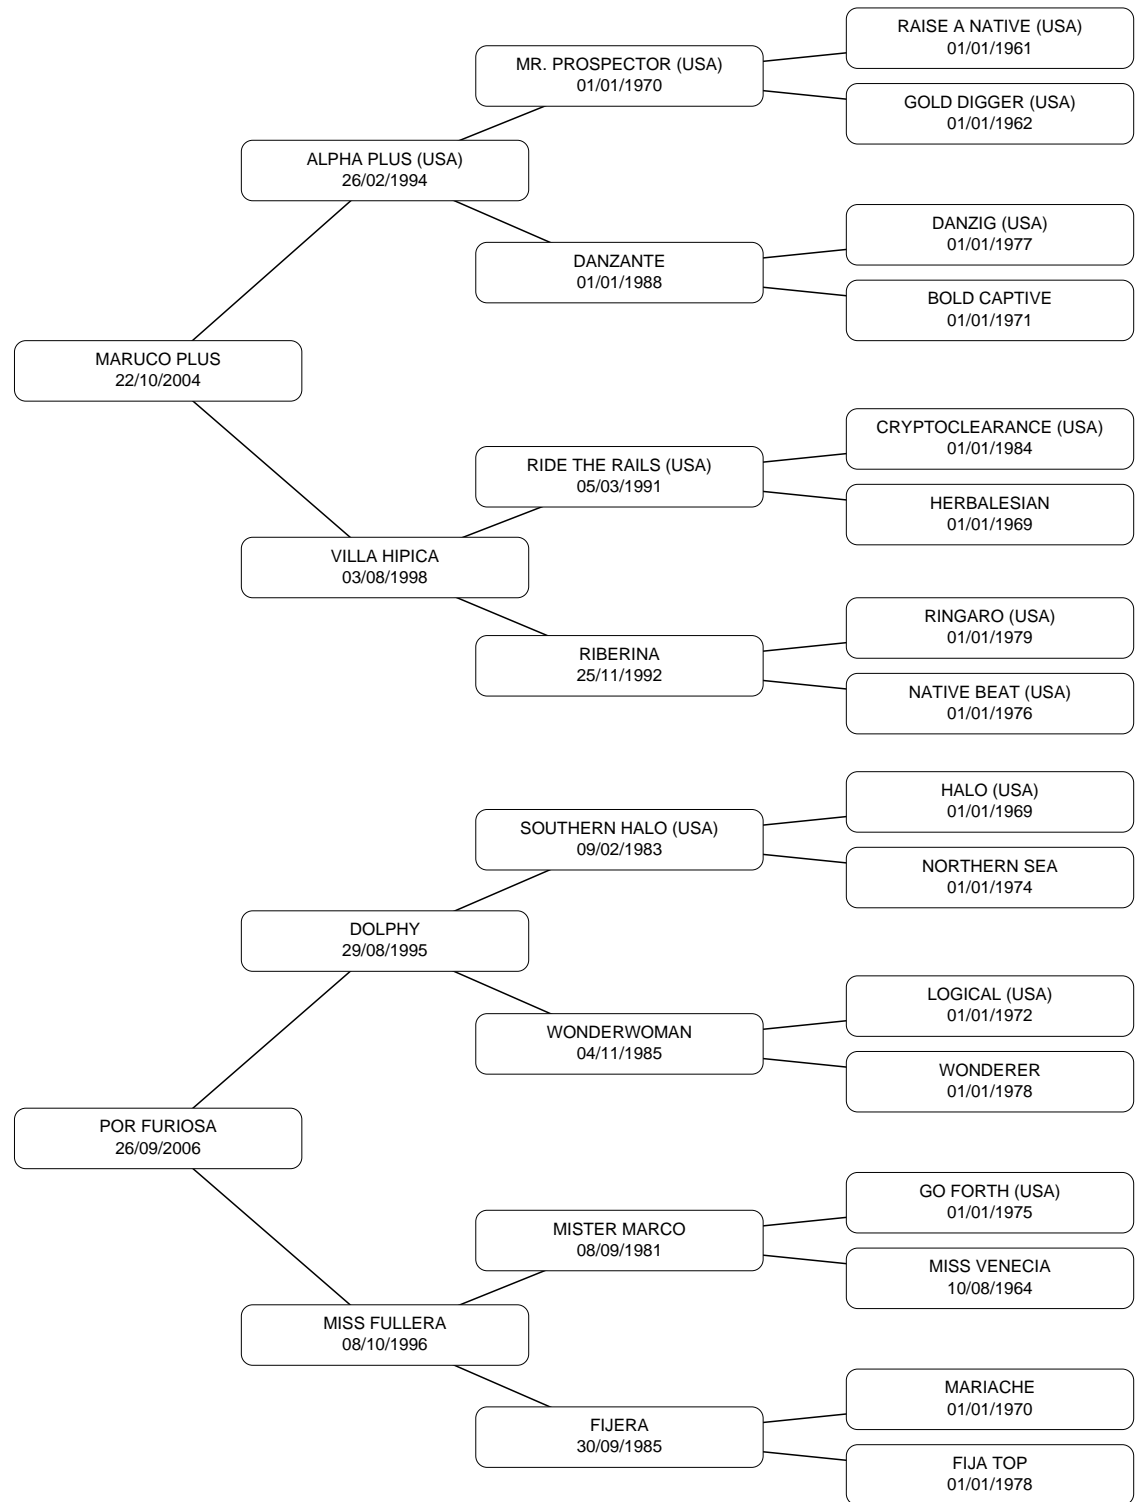 RAISE A NATIVE (USA)
01/01/1961
MR. PROSPECTOR (USA)
01/01/1970
GOLD DIGGER (USA)
01/01/1962
ALPHA PLUS (USA)
26/02/1994
DANZIG (USA)
01/01/1977
DANZANTE
01/01/1988
BOLD CAPTIVE
01/01/1971
MARUCO PLUS
22/10/2004
CRYPTOCLEARANCE (USA)
01/01/1984
RIDE THE RAILS (USA)
05/03/1991
HERBALESIAN
01/01/1969
VILLA HIPICA
03/08/1998
RINGARO (USA)
01/01/1979
RIBERINA
25/11/1992
NATIVE BEAT (USA)
01/01/1976
HALO (USA)
01/01/1969
SOUTHERN HALO (USA)
09/02/1983
NORTHERN SEA
01/01/1974
DOLPHY
29/08/1995
LOGICAL (USA)
01/01/1972
WONDERWOMAN
04/11/1985
WONDERER
01/01/1978
POR FURIOSA
26/09/2006
GO FORTH (USA)
01/01/1975
MISTER MARCO
08/09/1981
MISS VENECIA
10/08/1964
MISS FULLERA
08/10/1996
MARIACHE
01/01/1970
FIJERA
30/09/1985
FIJA TOP
01/01/1978